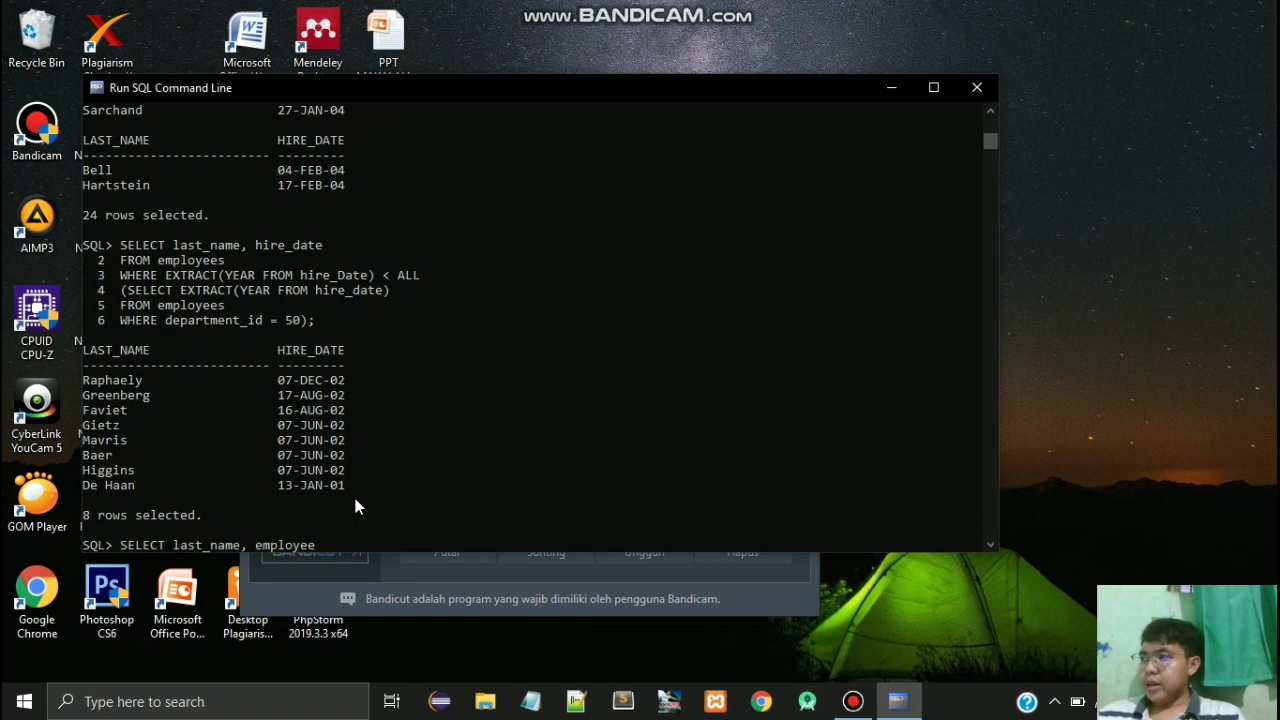 www.BANDICAM.com
Recycle Bin
Plagiarism
Microsoft
Mendeley
PPT
Run SQL Command Line
Sarchand 27-JAN-04
LAST_NAME HIRE_DATE
------------------------- ---------
Bell 04-FEB-04
Hartstein 17-FEB-04
24 rows selected.
SQL> SELECT last_name, hire_date
2 FROM employees
3 WHERE EXTRACT(YEAR FROM hire_Date) < ALL
4 (SELECT EXTRACT(YEAR FROM hire_date)
5 FROM employees
6 WHERE department_id = 50);
LAST_NAME HIRE_DATE
------------------------- ---------
Raphaely 07-DEC-02
Greenberg 17-AUG-02
Faviet 16-AUG-02
Gietz 07-JUN-02
Mavris 07-JUN-02
Baer 07-JUN-02
Higgins 07-JUN-02
De Haan 13-JAN-01
8 rows selected.
SQL> SELECT last_name, employee
Bandicam
AIMP3
CPUID
CPU-Z
CyberLink
YouCam 5
GOM Player
Bandicut adalah program yang wajib dimiliki oleh pengguna Bandicam.
Google
Chrome
Photoshop
CS6
Microsoft
Office Po...
Desktop
Plagiaris...
PhpStorm
2019.3.3 x64
Type here to search